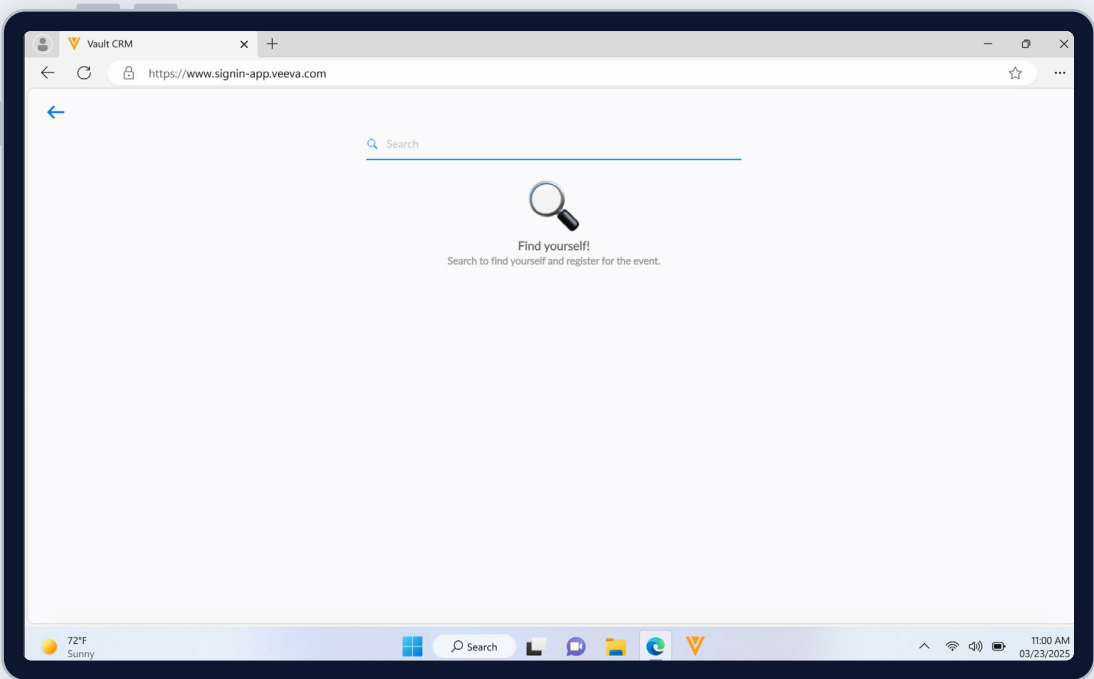 Vault CRM
https://www.signin-app.veeva.com
Search
Find yourself!
Search to find yourself and register for the event.
72°F
Sunny
Search
11:00 AM
03/23/2025